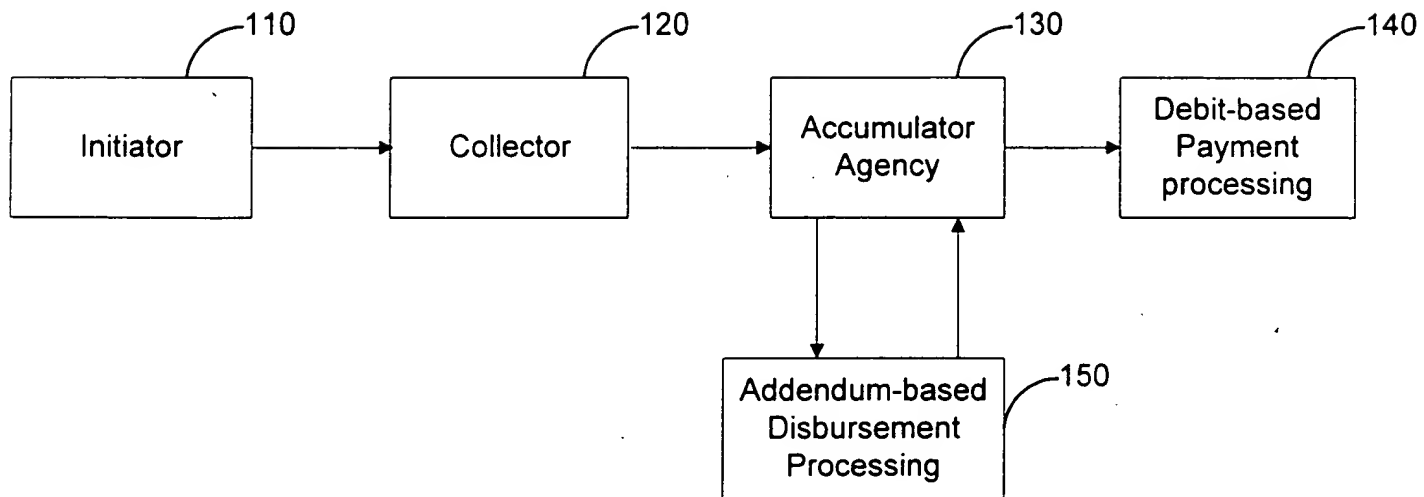 110
120
130
140
Initiator
Collector
Accumulator
Agency
Debit-based
Payment
processing
150
Addendum-based
Disbursement
Processing